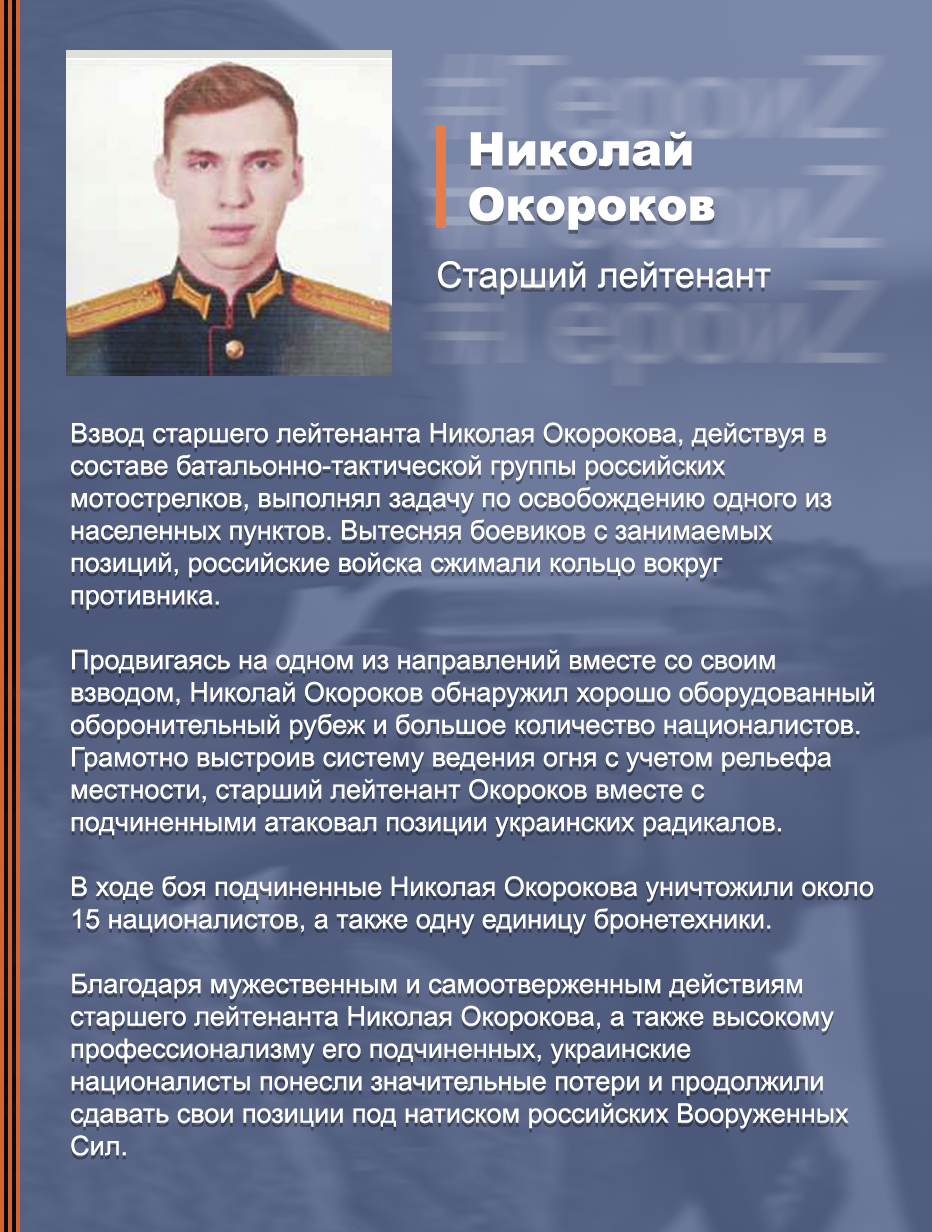 #ГероиZ
Николай
#ГероиZ
Окороков
Старший лейтенант
#ГероиZ
Взвод старшего лейтенанта Николая Окорокова, действуя в
составе батальонно-тактической группы российских
мотострелков, выполнял задачу по освобождению одного из
населенных пунктов. Вытесняя боевиков с занимаемых
позиций, российские войска сжимали кольцо вокруг
противника.
Продвигаясь на одном из направлений вместе со своим
взводом, Николай Окороков обнаружил хорошо оборудованный
оборонительный рубеж и большое количество националистов.
Грамотно выстроив систему ведения огня с учетом рельефа
местности, старший лейтенант Окороков вместе с
подчиненными атаковал позиции украинских радикалов.
В ходе боя подчиненные Николая Окорокова уничтожили около
15 националистов, а также одну единицу бронетехники.
Благодаря мужественным и самоотверженным действиям
старшего лейтенанта Николая Окорокова, а также высокому
профессионализму его подчиненных, украинские
националисты понесли значительные потери и продолжили
сдавать свои позиции под натиском российских Вооруженных
Сил.